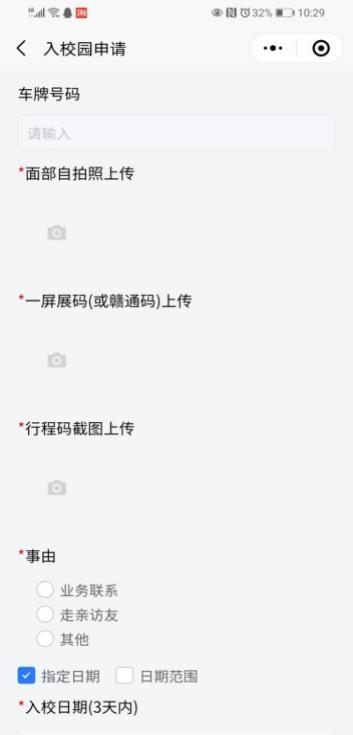 32% 10:29
入校园申请
车牌号码
请输入
*面部自拍照上传
*一屏展码(或赣通码)上传
*行程码截图上传
*事由
业务联系
走亲访友
其他
指定日期 日期范围
*入校日期(3天内)